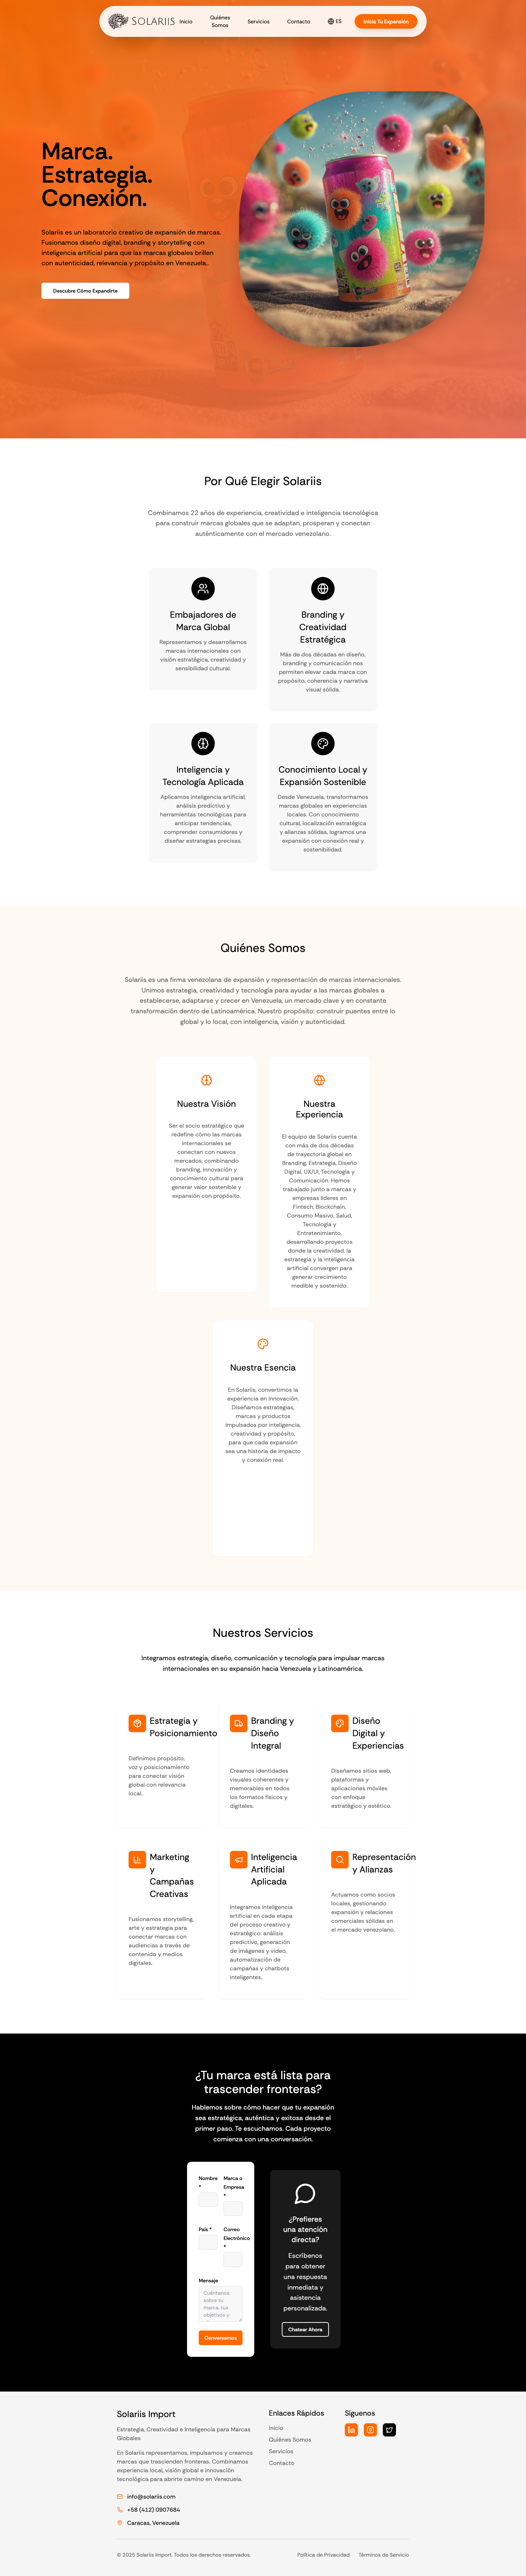 SOLARIIS
Inicio
Quiénes
Somos
Servicios
Contacto
ES
Inicia Tu Expansión
Marca.
Estrategia.
Conexión.
Solariis es un laboratorio creativo de expansión de marcas.
Fusionamos diseño digital, branding y storytelling con
inteligencia artificial para que las marcas globales brillen
con autenticidad, relevancia y propósito en Venezuela..
Descubre Cómo Expandirte
Por Qué Elegir Solariis
Combinamos 22 años de experiencia, creatividad e inteligencia tecnológica
para construir marcas globales que se adaptan, prosperan y conectan
auténticamente con el mercado venezolano.
Embajadores de
Marca Global
Representamos y desarrollamos
marcas internacionales con
visión estratégica, creatividad y
sensibilidad cultural.
Branding y
Creatividad
Estratégica
Más de dos décadas en diseño,
branding y comunicación nos
permiten elevar cada marca con
propósito, coherencia y narrativa
visual sólida.
Inteligencia y
Tecnología Aplicada
Aplicamos inteligencia artificial,
análisis predictivo y
herramientas tecnológicas para
anticipar tendencias,
comprender consumidores y
diseñar estrategias precisas.
Conocimiento Local y
Expansión Sostenible
Desde Venezuela, transformamos
marcas globales en experiencias
locales. Con conocimiento
cultural, localización estratégica
y alianzas sólidas, logramos una
expansión con conexión real y
sostenibilidad.
Quiénes Somos
Solariis es una firma venezolana de expansión y representación de marcas internacionales.
Unimos estrategia, creatividad y tecnología para ayudar a las marcas globales a
establecerse, adaptarse y crecer en Venezuela, un mercado clave y en constante
transformación dentro de Latinoamérica. Nuestro propósito: construir puentes entre lo
global y lo local, con inteligencia, visión y autenticidad.
Nuestra Visión
Ser el socio estratégico que
redefine cómo las marcas
internacionales se
conectan con nuevos
mercados, combinando
branding, innovación y
conocimiento cultural para
generar valor sostenible y
expansión con propósito.
Nuestra
Experiencia
El equipo de Solariis cuenta
con más de dos décadas
de trayectoria global en
Branding, Estrategia, Diseño
Digital, UX/UI, Tecnología y
Comunicación. Hemos
trabajado junto a marcas y
empresas líderes en
Fintech, Blockchain,
Consumo Masivo, Salud,
Tecnología y
Entretenimiento,
desarrollando proyectos
donde la creatividad, la
estrategia y la inteligencia
artificial convergen para
generar crecimiento
medible y sostenido.
Nuestra Esencia
En Solariis, convertimos la
experiencia en innovación.
Diseñamos estrategias,
marcas y productos
impulsados por inteligencia,
creatividad y propósito,
para que cada expansión
sea una historia de impacto
y conexión real.
Nuestros Servicios
Integramos estrategia, diseño, comunicación y tecnología para impulsar marcas
internacionales en su expansión hacia Venezuela y Latinoamérica.
Estrategia y
Posicionamiento
Definimos propósito,
voz y posicionamiento
para conectar visión
global con relevancia
local.
Branding y
Diseño
Integral
Creamos identidades
visuales coherentes y
memorables en todos
los formatos físicos y
digitales.
Diseño
Digital y
Experiencias
Diseñamos sitios web,
plataformas y
aplicaciones móviles
con enfoque
estratégico y estético.
Marketing
y
Campañas
Creativas
Fusionamos storytelling,
arte y estrategia para
conectar marcas con
audiencias a través de
contenido y medios
digitales.
Inteligencia
Artificial
Aplicada
Integramos inteligencia
artificial en cada etapa
del proceso creativo y
estratégico: análisis
predictivo, generación
de imágenes y video,
automatización de
campañas y chatbots
inteligentes.
Representación
y Alianzas
Actuamos como socios
locales, gestionando
expansión y relaciones
comerciales sólidas en
el mercado venezolano.
¿Tu marca está lista para
trascender fronteras?
Hablemos sobre cómo hacer que tu expansión
sea estratégica, auténtica y exitosa desde el
primer paso. Te escuchamos. Cada proyecto
comienza con una conversación.
Nombre
*
Marca o
Empresa
*
País *
Correo
Electrónico
*
Mensaje
Cuéntanos
sobre tu
marca, tus
objetivos y
Conversemos
¿Prefieres
una atención
directa?
Escríbenos
para obtener
una respuesta
inmediata y
asistencia
personalizada.
Chatear Ahora
Solariis Import
Estrategia, Creatividad e Inteligencia para Marcas
Globales
En Solariis representamos, impulsamos y creamos
marcas que trascienden fronteras. Combinamos
experiencia local, visión global e innovación
tecnológica para abrirte camino en Venezuela.
info@solariis.com
+58 (412) 0907684
Caracas, Venezuela
Enlaces Rápidos
Inicio
Quiénes Somos
Servicios
Contacto
Síguenos
© 2025 Solariis Import. Todos los derechos reservados.
Política de Privacidad
Términos de Servicio